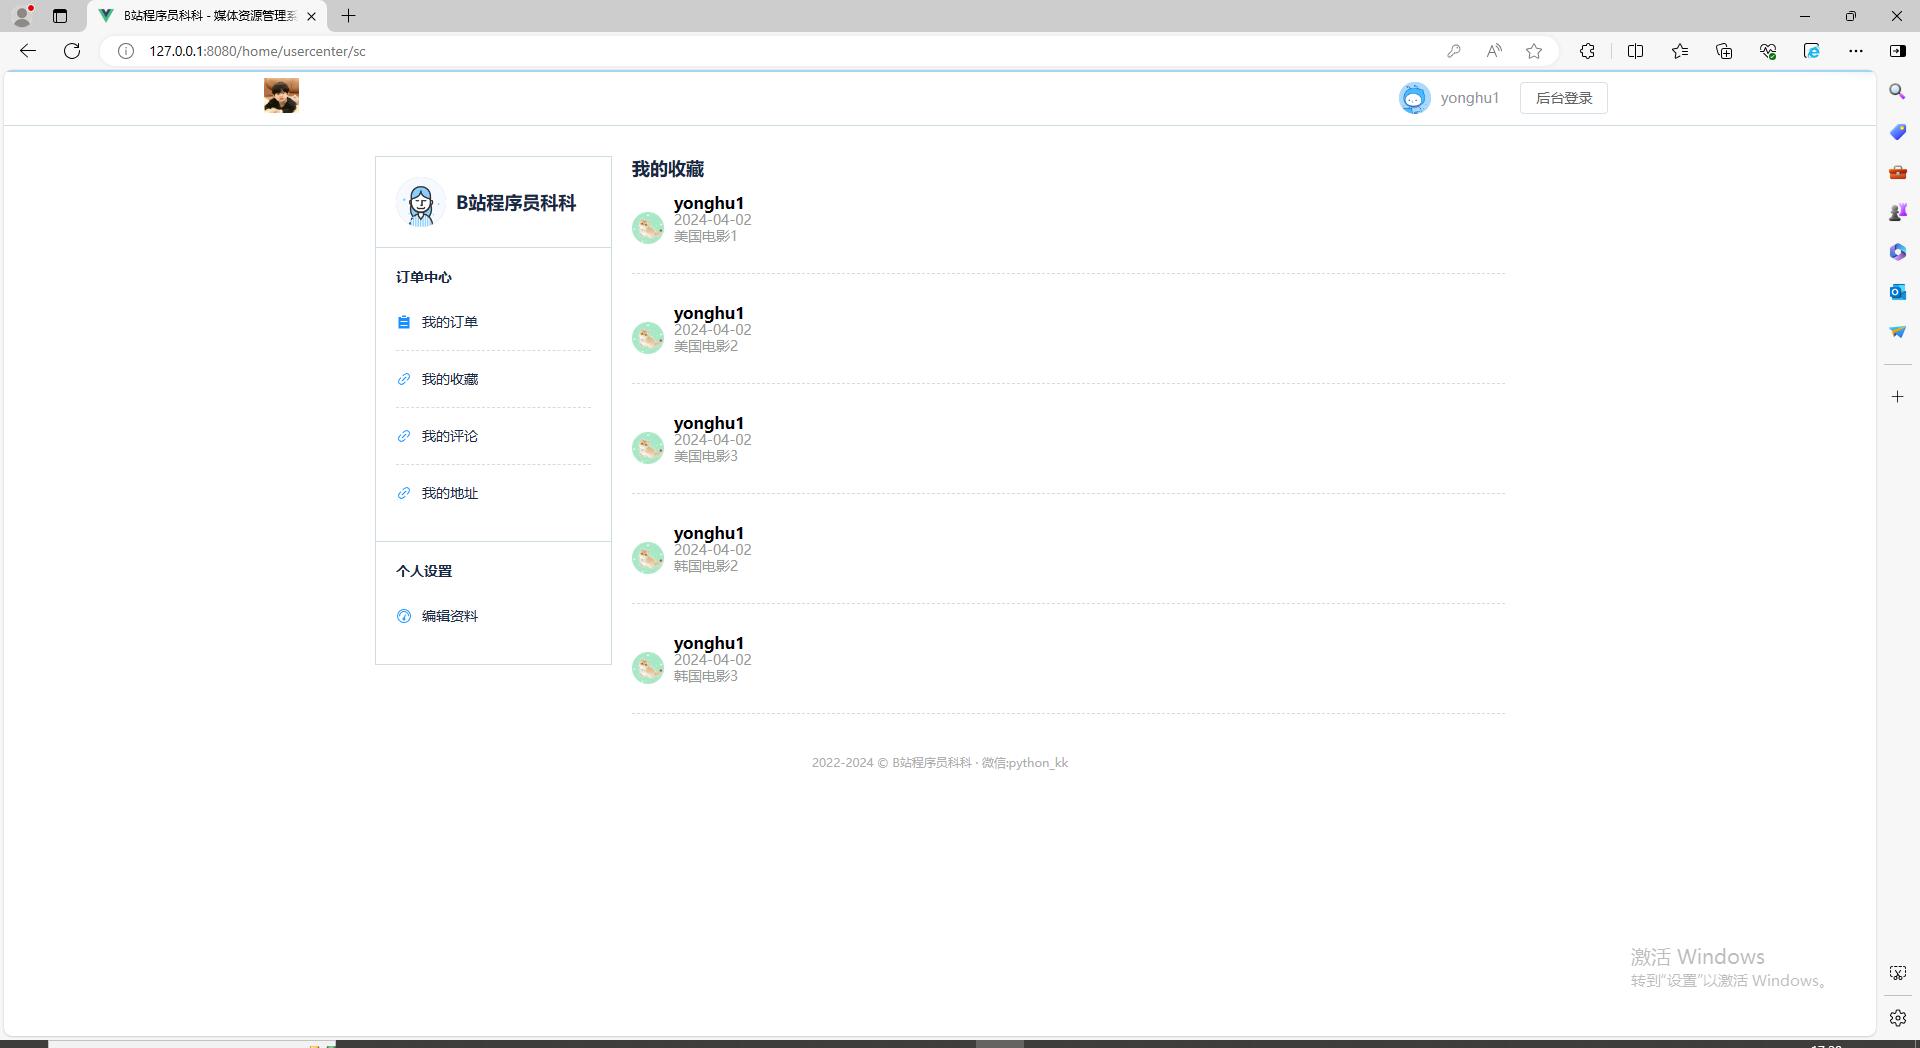 B站程序员科科 - 媒体资源管理系
127.0.0.1:8080/home/usercenter/sc
yonghu1
后台登录
B站程序员科科
订单中心
我的订单
我的收藏
我的评论
我的地址
个人设置
编辑资料
我的收藏
yonghu1
2024-04-02
美国电影1
yonghu1
2024-04-02
美国电影2
yonghu1
2024-04-02
美国电影3
yonghu1
2024-04-02
韩国电影2
yonghu1
2024-04-02
韩国电影3
2022-2024 © B站程序员科科 · 微信:python_kk
激活 Windows
转到“设置”以激活 Windows。